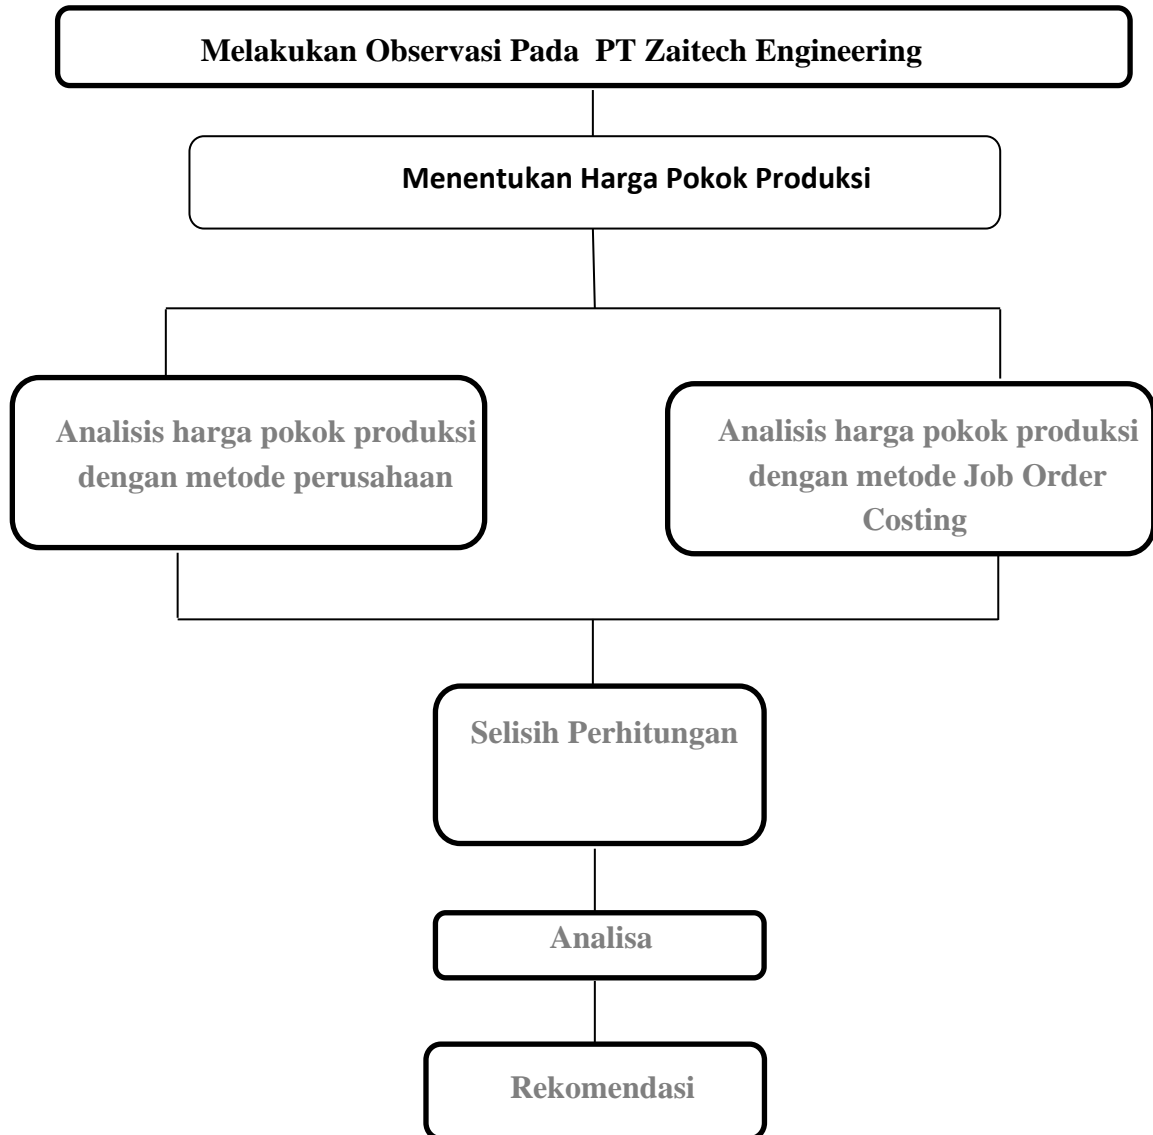 Melakukan Observasi Pada PT Zaitech Engineering
Menentukan Harga Pokok Produksi
Analisis harga pokok produksi
dengan metode perusahaan
Analisis harga pokok produksi
dengan metode Job Order
Costing
Selisih Perhitungan
Analisa
Rekomendasi